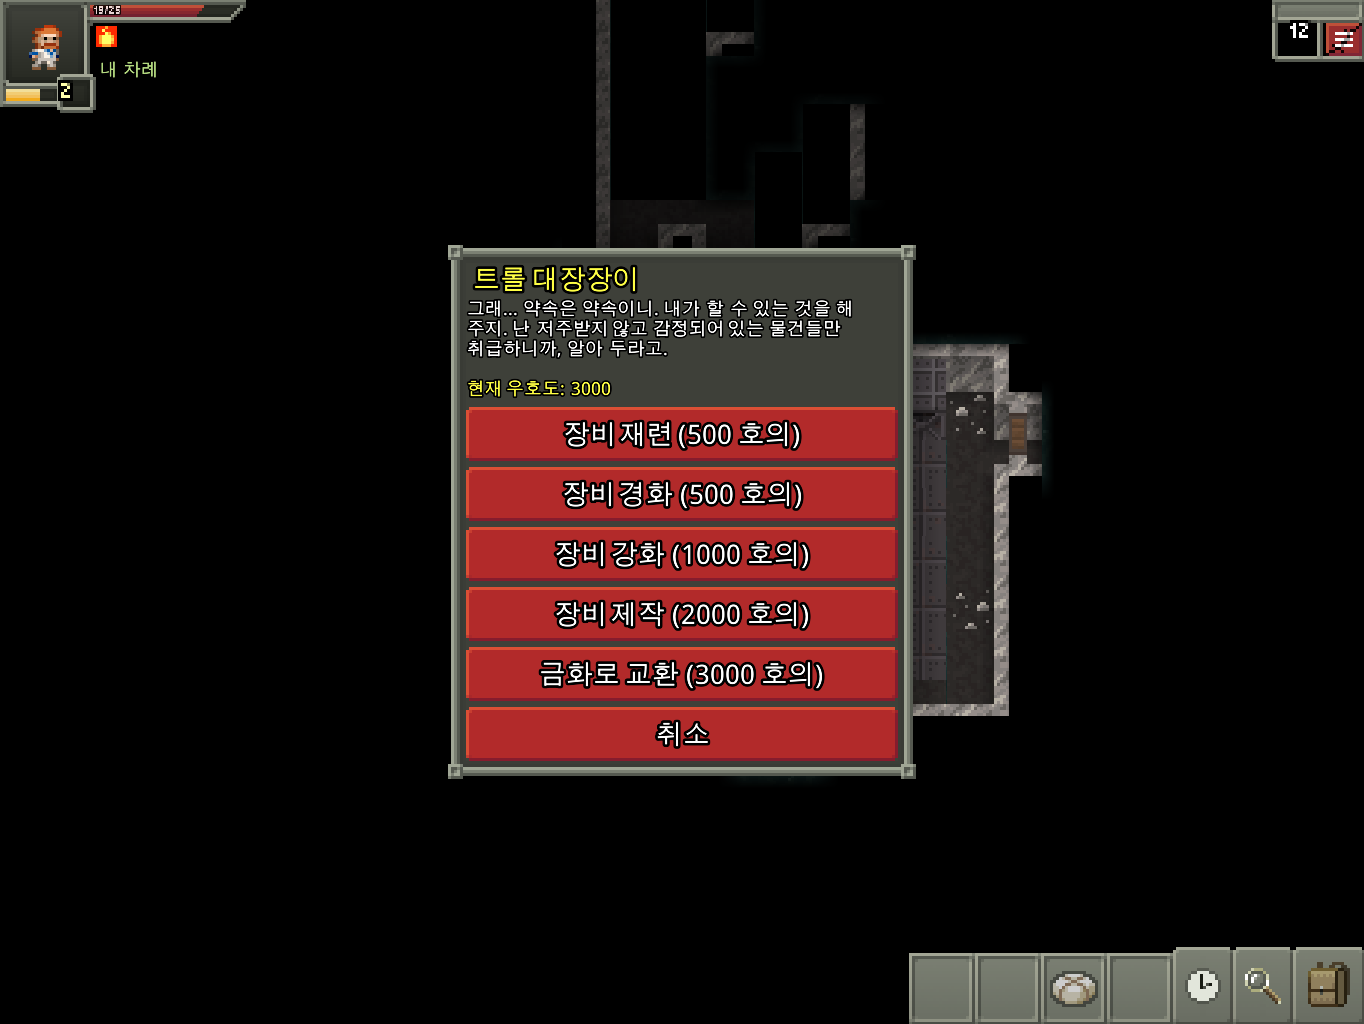 19/25
12
내 차례
2
트롤 대장장이
그래... 약속은 약속이니. 내가 할 수 있는 것을 해
주지. 난 저주받지 않고 감정되어 있는 물건들만
취급하니까, 알아 두라고.
현재 우호도: 3000
장비 재련 (500 호의)
장비 경화 (500 호의)
장비 강화 (1000 호의)
장비 제작 (2000 호의)
금화로 교환 (3000 호의)
취소